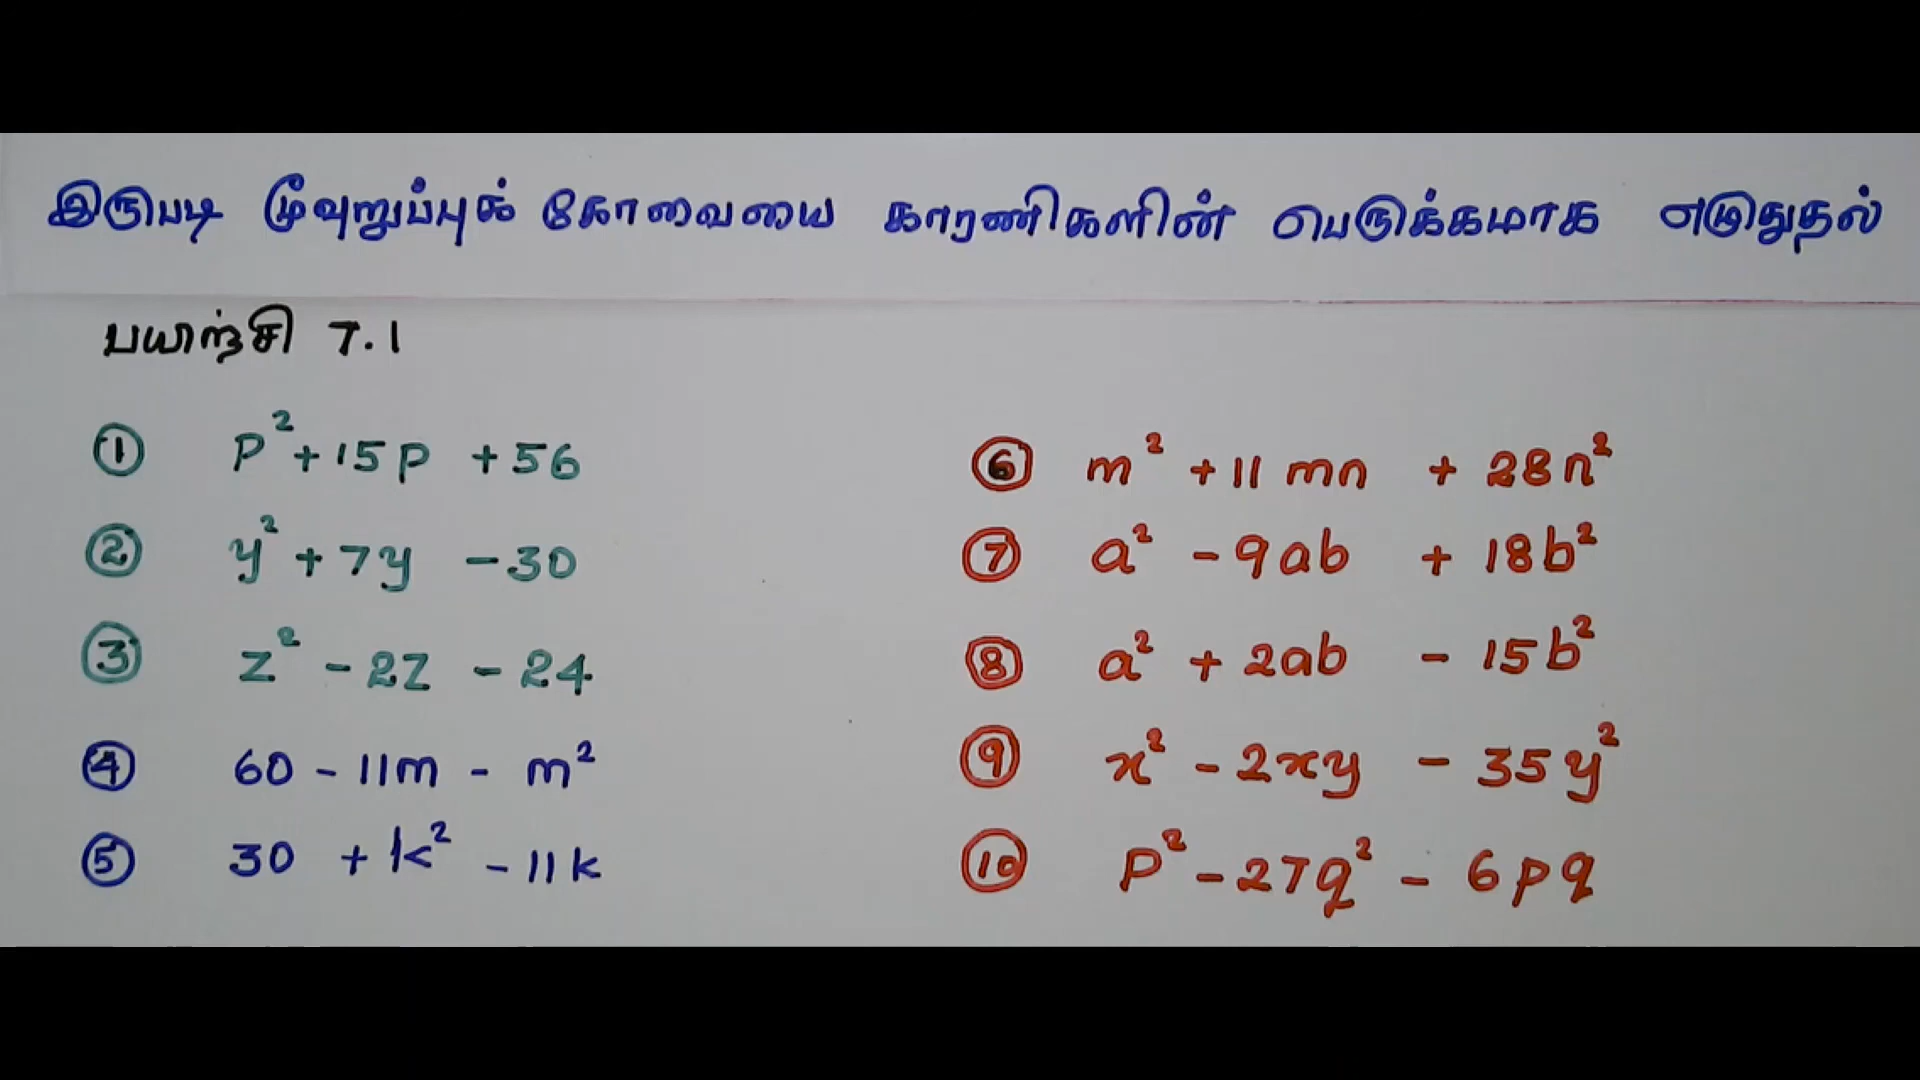 இருபடி மூவுறுப்புக் கோவையை காரணிகளின் பெருக்கமாக எழுதுதல்
பயிற்சி 7.1
① p² + 15p + 56
② y² + 7y - 30
③ z² - 2z - 24
④ 60 - 11m - m²
⑤ 30 + k² - 11k
⑥ m² + 11mn + 28n²
⑦ a² - 9ab + 18b²
⑧ a² + 2ab - 15b²
⑨ x² - 2xy - 35y²
⑩ p² - 27q² - 6pq